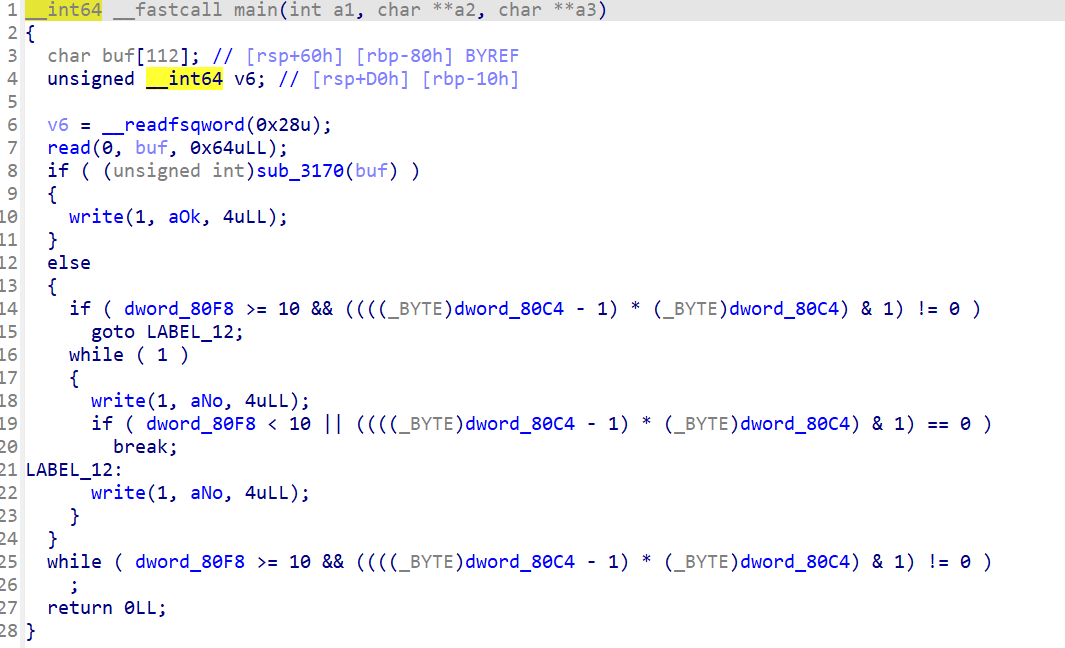 1 __int64 __fastcall main(int a1, char **a2, char **a3)
2 {
3   char buf[112]; // [rsp+60h] [rbp-80h] BYREF
4   unsigned __int64 v6; // [rsp+D0h] [rbp-10h]
5
6   v6 = __readfsqword(0x28u);
7   read(0, buf, 0x64uLL);
8   if ( (unsigned int)sub_3170(buf) )
9   {
10     write(1, aOk, 4uLL);
11   }
12   else
13   {
14     if ( dword_80F8 >= 10 && ((((_BYTE)dword_80C4 - 1) * (_BYTE)dword_80C4) & 1) != 0 )
15       goto LABEL_12;
16     while ( 1 )
17     {
18       write(1, aNo, 4uLL);
19       if ( dword_80F8 < 10 || ((((_BYTE)dword_80C4 - 1) * (_BYTE)dword_80C4) & 1) == 0 )
20         break;
21 LABEL_12:
22       write(1, aNo, 4uLL);
23     }
24   }
25   while ( dword_80F8 >= 10 && ((((_BYTE)dword_80C4 - 1) * (_BYTE)dword_80C4) & 1) != 0 )
26     ;
27   return 0LL;
28 }